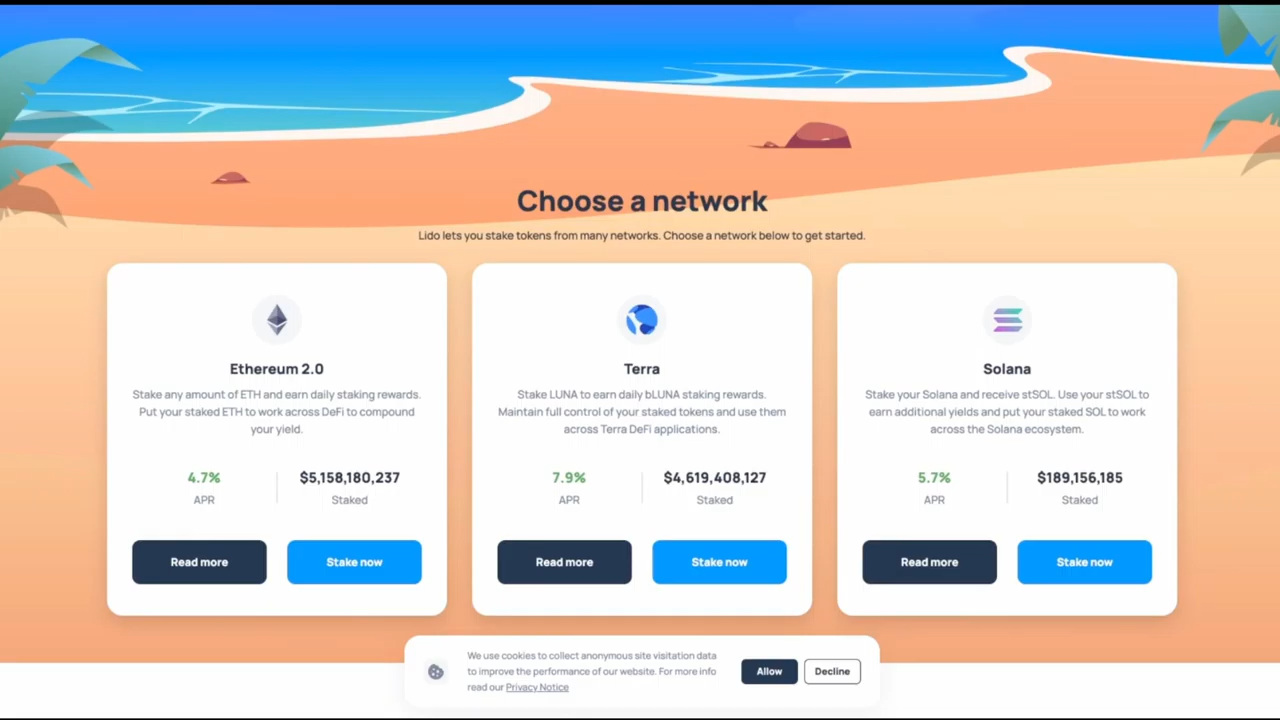 Choose a network
Lido lets you stake tokens from many networks. Choose a network below to get started.
Ethereum 2.0
Stake any amount of ETH and earn daily staking rewards.
Put your staked ETH to work across DeFi to compound
your yield.
4.7%
APR
$5,158,180,237
Staked
Read more
Stake now
Terra
Stake LUNA to earn daily bLUNA staking rewards.
Maintain full control of your staked tokens and use them
across Terra DeFi applications.
7.9%
APR
$4,619,408,127
Staked
Read more
Stake now
Solana
Stake your Solana and receive stSOL. Use your stSOL to
earn additional yields and put your staked SOL to work
across the Solana ecosystem.
5.7%
APR
$189,156,185
Staked
Read more
Stake now
We use cookies to collect anonymous site visitation data
to improve the performance of our website. For more info
read our Privacy Notice
Allow
Decline